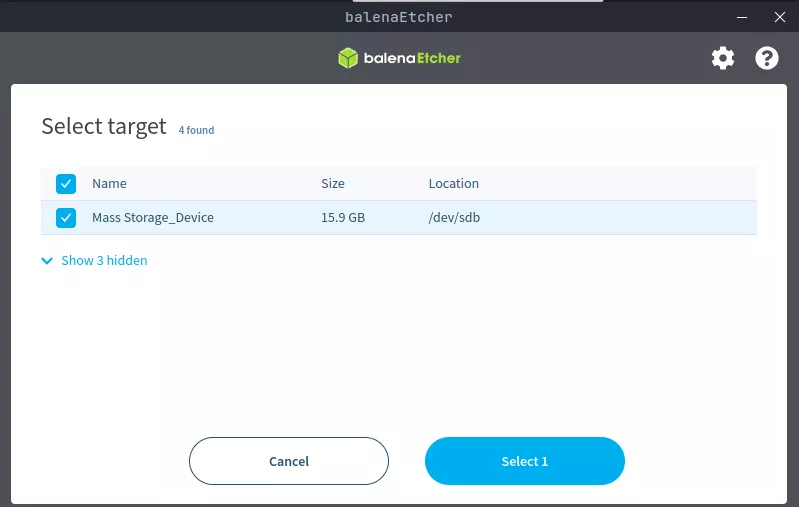 balenaEtcher
balenaEtcher
Select target 4 found
Name Size Location
Mass Storage_Device 15.9 GB /dev/sdb
Show 3 hidden
Cancel Select 1